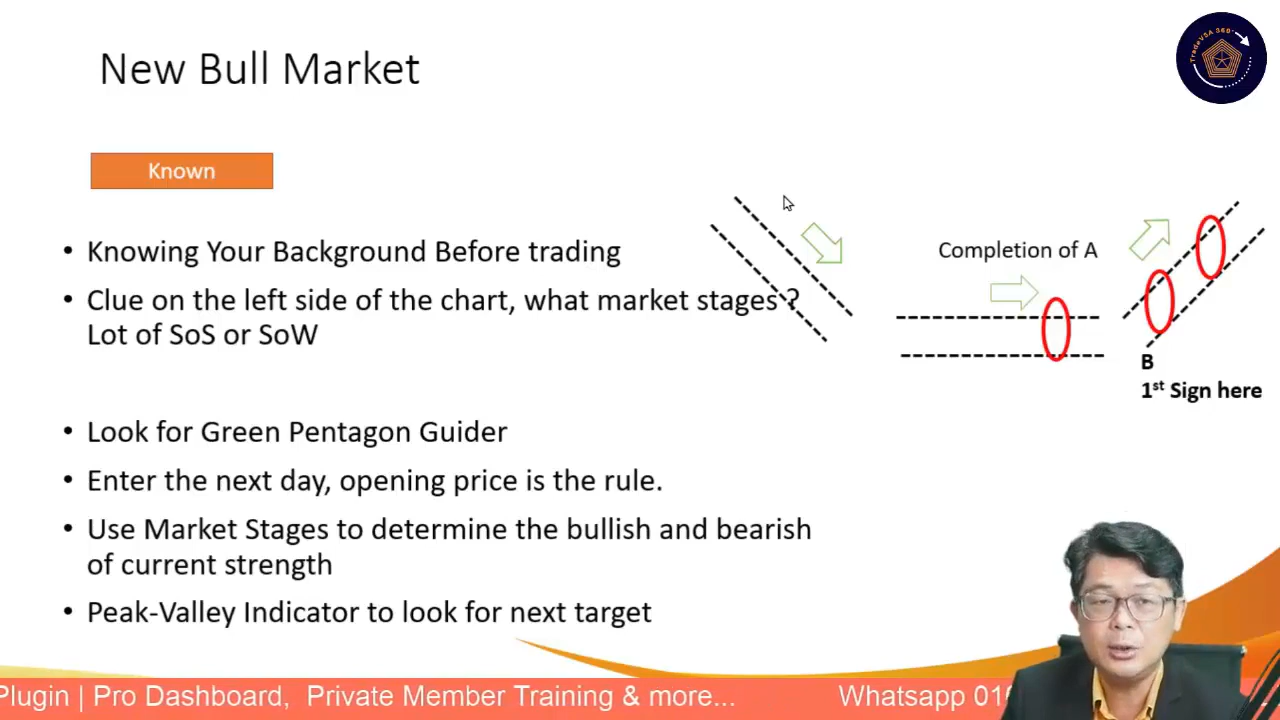 New Bull Market
TradeVSA 360°
Known
• Knowing Your Background Before trading
• Clue on the left side of the chart, what market stages ?
Lot of SoS or SoW
Completion of A
B
1st Sign here
• Look for Green Pentagon Guider
• Enter the next day, opening price is the rule.
• Use Market Stages to determine the bullish and bearish
of current strength
• Peak-Valley Indicator to look for next target
Plugin | Pro Dashboard, Private Member Training & more... Whatsapp 01